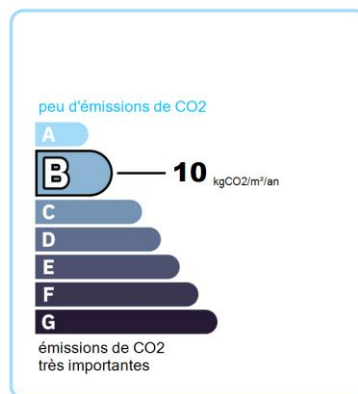 peu d'émissions de CO2
A
B 10 kgCO2/m²/an
C
D
E
F
G
émissions de CO2
très importantes